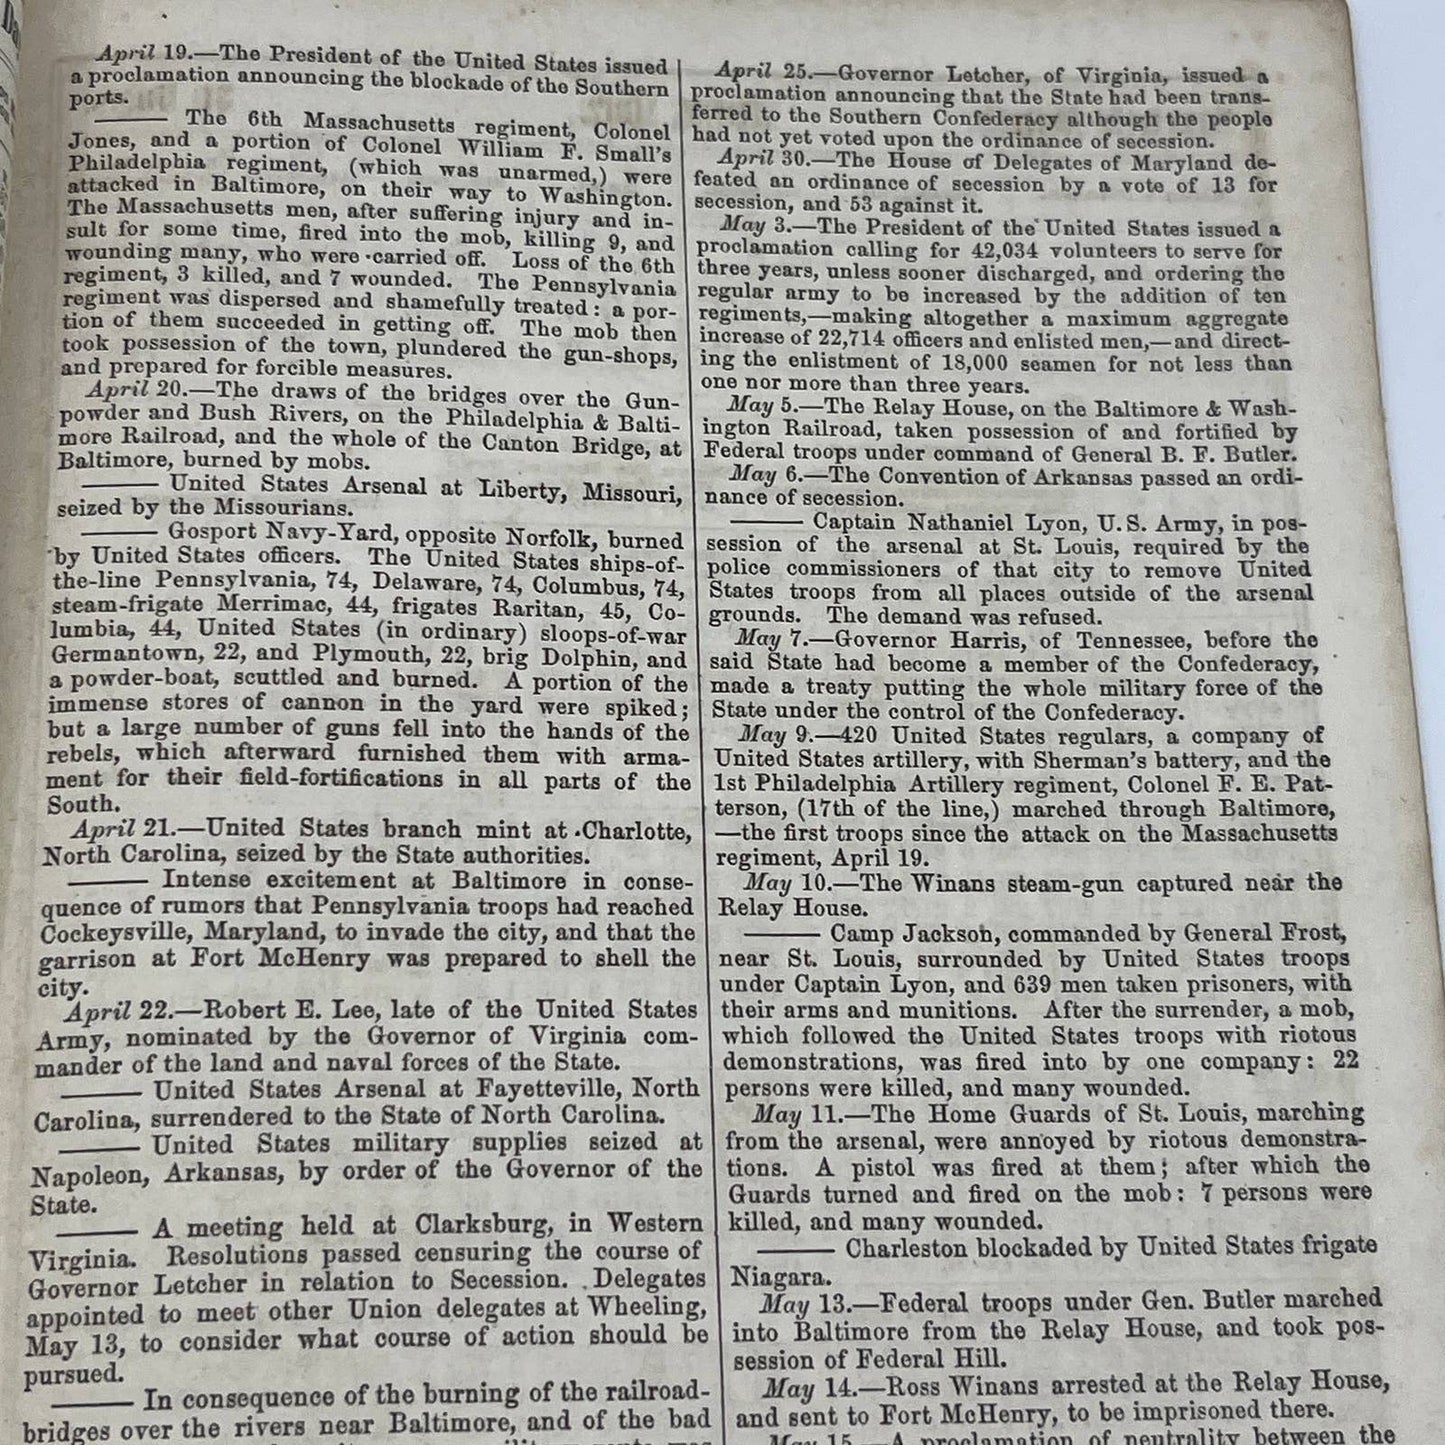 April 19.—The President of the United States issued
a proclamation announcing the blockade of the Southern
ports.
——— The 6th Massachusetts regiment, Colonel
Jones, and a portion of Colonel William F. Small's
Philadelphia regiment, (which was unarmed,) were
attacked in Baltimore, on their way to Washington.
The Massachusetts men, after suffering injury and in-
sult for some time, fired into the mob, killing 9, and
wounding many, who were carried off. Loss of the 6th
regiment, 3 killed, and 7 wounded. The Pennsylvania
regiment was dispersed and shamefully treated: a por-
tion of them succeeded in getting off. The mob then
took possession of the town, plundered the gun-shops,
and prepared for forcible measures.
April 20.—The draws of the bridges over the Gun-
powder and Bush Rivers, on the Philadelphia & Balti-
more Railroad, and the whole of the Canton Bridge, at
Baltimore, burned by mobs.
——— United States Arsenal at Liberty, Missouri,
seized by the Missourians.
——— Gosport Navy-Yard, opposite Norfolk, burned
by United States officers. The United States ships-of-
the-line Pennsylvania, 74, Delaware, 74, Columbus, 74,
steam-frigate Merrimac, 44, frigates Raritan, 45, Co-
lumbia, 44, United States (in ordinary) sloops-of-war
Germantown, 22, and Plymouth, 22, brig Dolphin, and
a powder-boat, scuttled and burned. A portion of the
immense stores of cannon in the yard were spiked;
but a large number of guns fell into the hands of the
rebels, which afterward furnished them with arma-
ment for their field-fortifications in all parts of the
South.
April 21.—United States branch mint at Charlotte,
North Carolina, seized by the State authorities.
——— Intense excitement at Baltimore in conse-
quence of rumors that Pennsylvania troops had reached
Cockeysville, Maryland, to invade the city, and that the
garrison at Fort McHenry was prepared to shell the
city.
April 22.—Robert E. Lee, late of the United States
Army, nominated by the Governor of Virginia com-
mander of the land and naval forces of the State.
——— United States Arsenal at Fayetteville, North
Carolina, surrendered to the State of North Carolina.
——— United States military supplies seized at
Napoleon, Arkansas, by order of the Governor of the
State.
——— A meeting held at Clarksburg, in Western
Virginia. Resolutions passed censuring the course of
Governor Letcher in relation to Secession. Delegates
appointed to meet other Union delegates at Wheeling,
May 13, to consider what course of action should be
pursued.
——— In consequence of the burning of the railroad-
bridges over the rivers near Baltimore, and of the bad
April 25.—Governor Letcher, of Virginia, issued a
proclamation announcing that the State had been trans-
ferred to the Southern Confederacy although the people
had not yet voted upon the ordinance of secession.
April 30.—The House of Delegates of Maryland de-
feated an ordinance of secession by a vote of 13 for
secession, and 53 against it.
May 3.—The President of the United States issued a
proclamation calling for 42,034 volunteers to serve for
three years, unless sooner discharged, and ordering the
regular army to be increased by the addition of ten
regiments,—making altogether a maximum aggregate
increase of 22,714 officers and enlisted men,—and direct-
ing the enlistment of 18,000 seamen for not less than
one nor more than three years.
May 5.—The Relay House, on the Baltimore & Wash-
ington Railroad, taken possession of and fortified by
Federal troops under command of General B. F. Butler.
May 6.—The Convention of Arkansas passed an ordi-
nance of secession.
——— Captain Nathaniel Lyon, U.S. Army, in pos-
session of the arsenal at St. Louis, required by the
police commissioners of that city to remove United
States troops from all places outside of the arsenal
grounds. The demand was refused.
May 7.—Governor Harris, of Tennessee, before the
said State had become a member of the Confederacy,
made a treaty putting the whole military force of the
State under the control of the Confederacy.
May 9.—420 United States regulars, a company of
United States artillery, with Sherman's battery, and the
1st Philadelphia Artillery regiment, Colonel F. E. Pat-
terson, (17th of the line,) marched through Baltimore,
—the first troops since the attack on the Massachusetts
regiment, April 19.
May 10.—The Winans steam-gun captured near the
Relay House.
——— Camp Jackson, commanded by General Frost,
near St. Louis, surrounded by United States troops
under Captain Lyon, and 639 men taken prisoners, with
their arms and munitions. After the surrender, a mob,
which followed the United States troops with riotous
demonstrations, was fired into by one company: 22
persons were killed, and many wounded.
May 11.—The Home Guards of St. Louis, marching
from the arsenal, were annoyed by riotous demonstra-
tions. A pistol was fired at them; after which the
Guards turned and fired on the mob: 7 persons were
killed, and many wounded.
——— Charleston blockaded by United States frigate
Niagara.
May 13.—Federal troops under Gen. Butler marched
into Baltimore from the Relay House, and took pos-
session of Federal Hill.
May 14.—Ross Winans arrested at the Relay House,
and sent to Fort McHenry, to be imprisoned there.
May 15.—A proclamation of neutrality between the